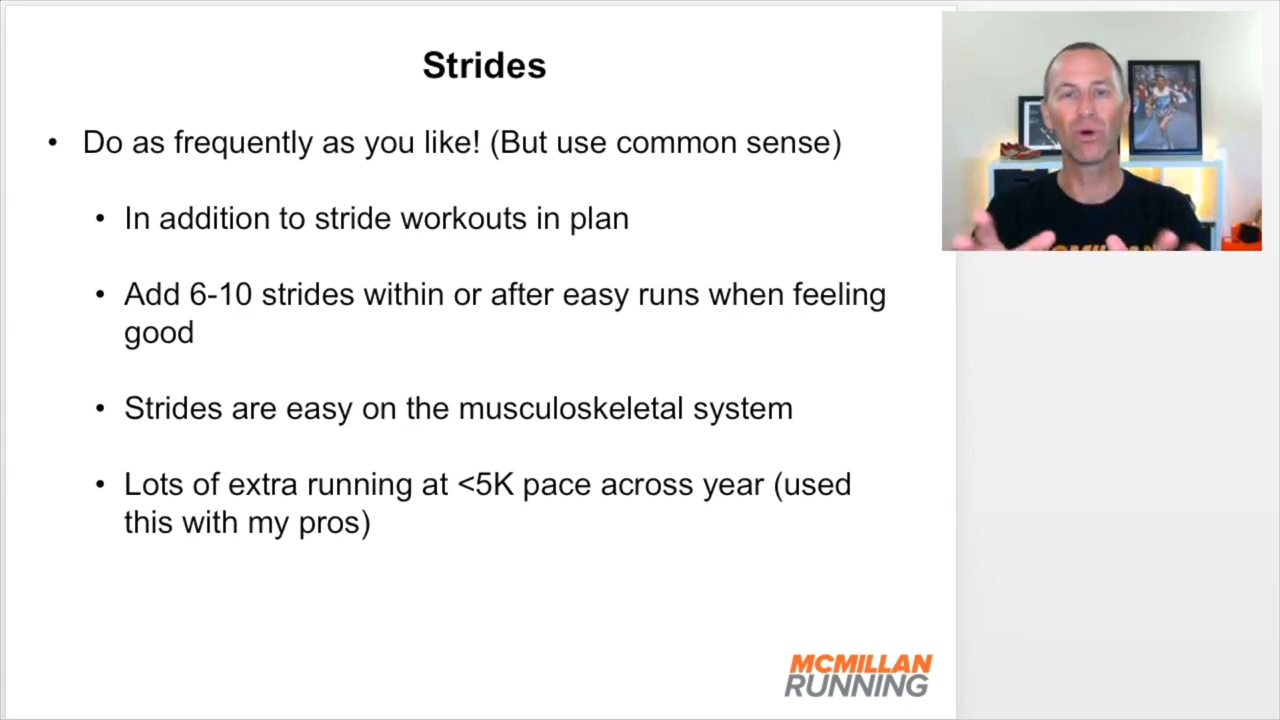 Strides
• Do as frequently as you like! (But use common sense)
• In addition to stride workouts in plan
• Add 6-10 strides within or after easy runs when feeling
good
• Strides are easy on the musculoskeletal system
• Lots of extra running at <5K pace across year (used
this with my pros)
MCMILLAN
RUNNING
MCMILLAN